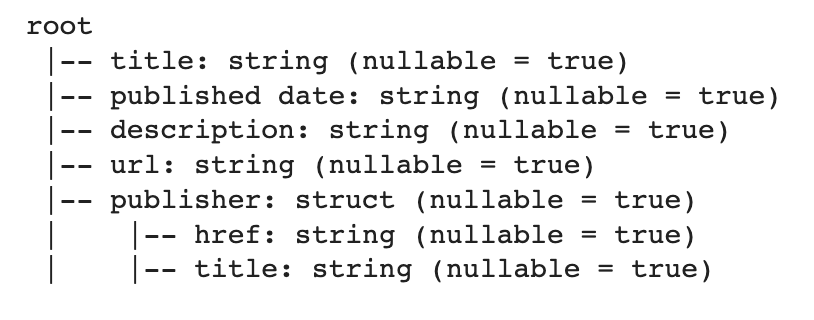 root
 |-- title: string (nullable = true)
 |-- published date: string (nullable = true)
 |-- description: string (nullable = true)
 |-- url: string (nullable = true)
 |-- publisher: struct (nullable = true)
 |    |-- href: string (nullable = true)
 |    |-- title: string (nullable = true)